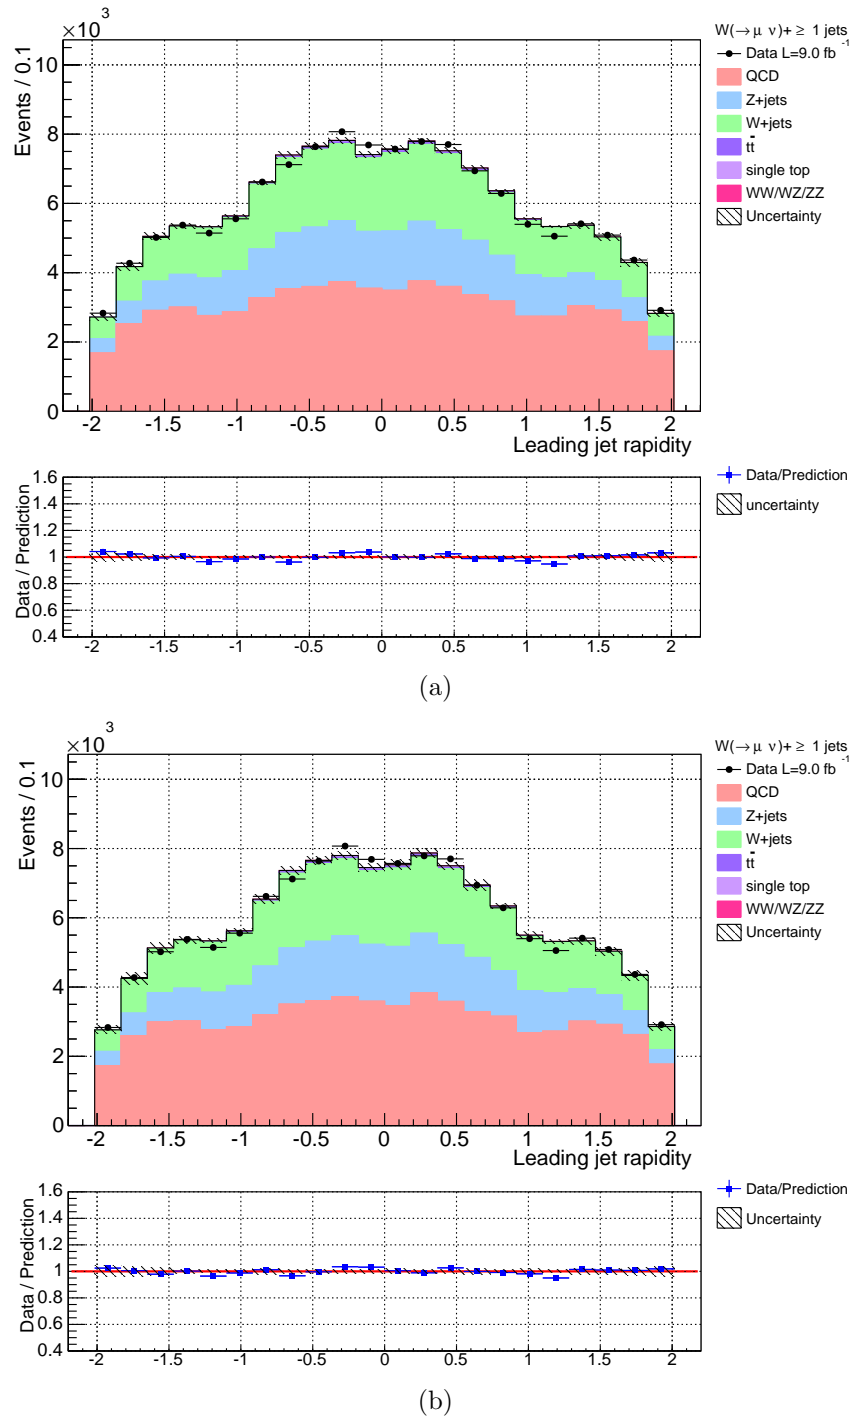 ×10³
W(→μ ν)+ ≥ 1 jets
Data L=9.0 fb⁻¹
QCD
Z+jets
W+jets
tt̄
single top
WW/WZ/ZZ
Uncertainty
Events / 0.1
10
8
6
4
2
0
-2 -1.5 -1 -0.5 0 0.5 1 1.5 2
Leading jet rapidity
Data / Prediction
1.6
1.4
1.2
1
0.8
0.6
0.4
-2 -1.5 -1 -0.5 0 0.5 1 1.5 2
Data/Prediction
uncertainty
(a)
×10³
W(→μ ν)+ ≥ 1 jets
Data L=9.0 fb⁻¹
QCD
Z+jets
W+jets
tt̄
single top
WW/WZ/ZZ
Uncertainty
Events / 0.1
10
8
6
4
2
0
-2 -1.5 -1 -0.5 0 0.5 1 1.5 2
Leading jet rapidity
Data / Prediction
1.6
1.4
1.2
1
0.8
0.6
0.4
-2 -1.5 -1 -0.5 0 0.5 1 1.5 2
Data/Prediction
Uncertainty
(b)